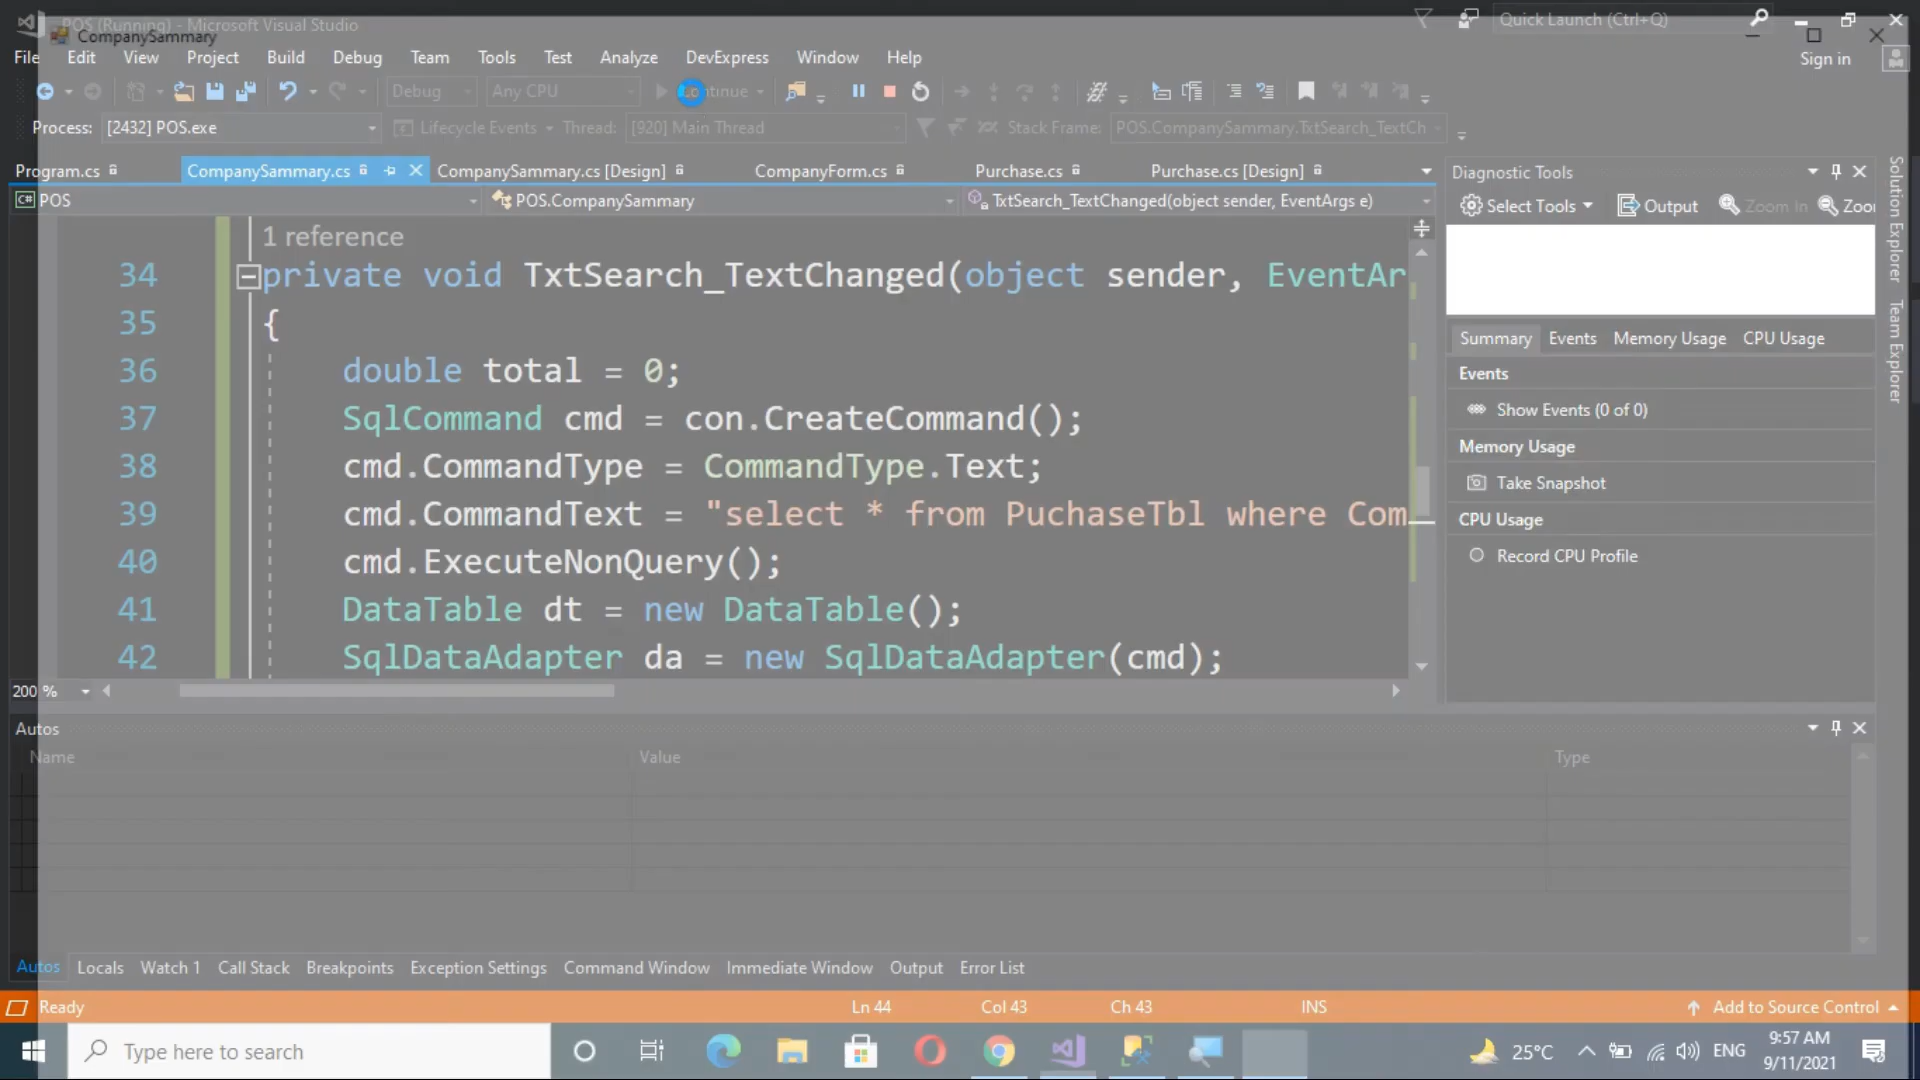 POS (Running) - Microsoft Visual Studio
Quick Launch (Ctrl+Q)
CompanySammary
File Edit View Project Build Debug Team Tools Test Analyze DevExpress Window Help
Sign in
Debug Any CPU Continue
Process: [2432] POS.exe Lifecycle Events Thread: [920] Main Thread Stack Frame: POS.CompanySammary.TxtSearch_TextCh
Program.cs CompanySammary.cs CompanySammary.cs [Design] CompanyForm.cs Purchase.cs Purchase.cs [Design]
C# POS POS.CompanySammary TxtSearch_TextChanged(object sender, EventArgs e)
1 reference
34 private void TxtSearch_TextChanged(object sender, EventAr
35 {
36 double total = 0;
37 SqlCommand cmd = con.CreateCommand();
38 cmd.CommandType = CommandType.Text;
39 cmd.CommandText = "select * from PuchaseTbl where Com
40 cmd.ExecuteNonQuery();
41 DataTable dt = new DataTable();
42 SqlDataAdapter da = new SqlDataAdapter(cmd);
200 %
Diagnostic Tools
Select Tools Output Zoom In Zoo
Summary Events Memory Usage CPU Usage
Events
Show Events (0 of 0)
Memory Usage
Take Snapshot
CPU Usage
Record CPU Profile
Solution Explorer
Team Explorer
Autos
Name Value Type
Autos Locals Watch 1 Call Stack Breakpoints Exception Settings Command Window Immediate Window Output Error List
Ready Ln 44 Col 43 Ch 43 INS Add to Source Control
Type here to search
25°C ENG
9:57 AM
9/11/2021